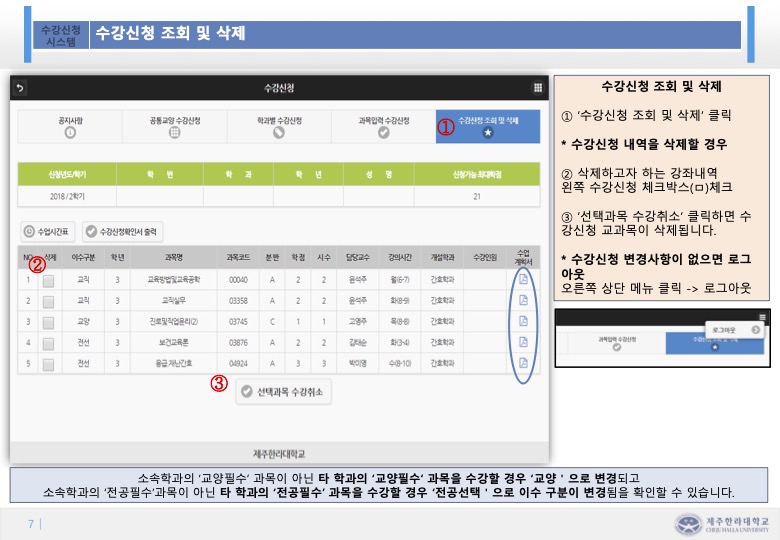 수강신청
시스템
수강신청 조회 및 삭제
수강신청
공지사항
공통교양 수강신청
학과별 수강신청
과목입력 수강신청
① 수강신청 조회 및 삭제
신청년도/학기 학 번 학 과 학 년 성 명 신청가능 최대학점
2018 / 2학기 21
수업시간표 수강신청확인서 출력
NO 삭제 이수구분 학년 과목명 과목코드 분반 학점 시수 담당교수 강의시간 개설학과 수강인원 수업계획서
②
1 교직 3 교육방법및교육공학 00040 A 2 2 윤석주 월(6-7) 간호학과
2 교직 3 교직실무 03358 A 2 2 윤석주 화(8-9) 간호학과
3 교양 3 진로및직업윤리(2) 03745 C 1 1 고영주 목(8-8) 간호학과
4 전선 3 보건교육론 03876 A 2 2 김태순 화(3-4) 간호학과
5 전선 3 응급.재난간호 04924 A 3 3 박미영 수(8-10) 간호학과
③ 선택과목 수강취소
제주한라대학교
수강신청 조회 및 삭제
① ‘수강신청 조회 및 삭제’ 클릭
* 수강신청 내역을 삭제할 경우
② 삭제하고자 하는 강좌내역
왼쪽 수강신청 체크박스(ㅁ)체크
③ ‘선택과목 수강취소’ 클릭하면 수
강신청 교과목이 삭제됩니다.
* 수강신청 변경사항이 없으면 로그
아웃
오른쪽 상단 메뉴 클릭 -> 로그아웃
로그아웃
과목입력 수강신청
수강신청 조회 및 삭제
소속학과의 ‘교양필수’ 과목이 아닌 타 학과의 ‘교양필수’ 과목을 수강할 경우 ‘교양 ' 으로 변경되고
소속학과의 ‘전공필수’과목이 아닌 타 학과의 ‘전공필수’ 과목을 수강할 경우 ‘전공선택 ' 으로 이수 구분이 변경됨을 확인할 수 있습니다.
7 |
제주한라대학교
CHEJU HALLA UNIVERSITY